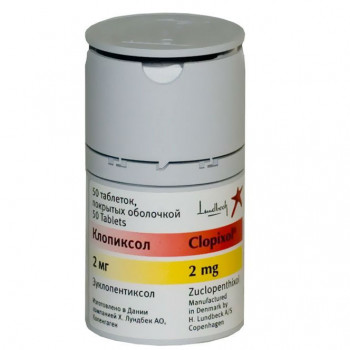 50 таблеток,
покрытых оболочкой
50 Tablets
Клопиксол
2 мг
Зуклопентиксол
Изготовлено в Дании
компанией Х. Лундбек АО,
Копенгаген
Lundbeck
Clopixol®
2 mg
Zuclopenthixol
Manufactured
in Denmark by
H. Lundbeck A/S
Copenhagen